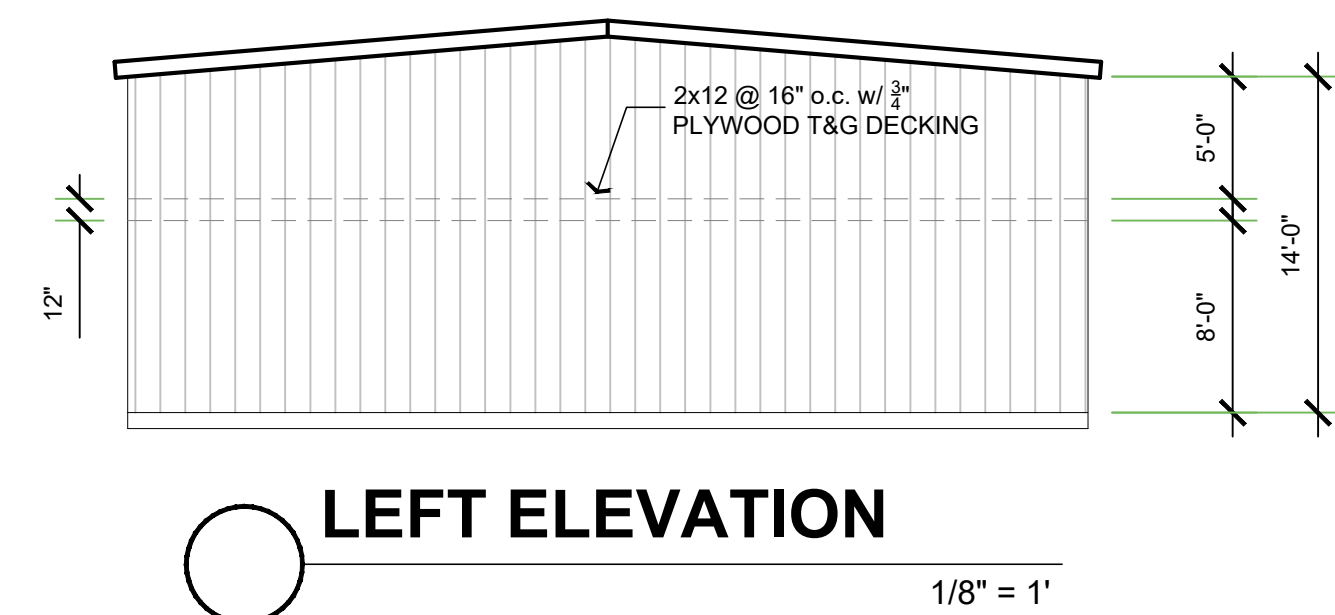 2x12 @ 16" o.c. w/ 3/4"
PLYWOOD T&G DECKING
5'-0"
14'-0"
12"
8'-0"
LEFT ELEVATION
1/8" = 1'